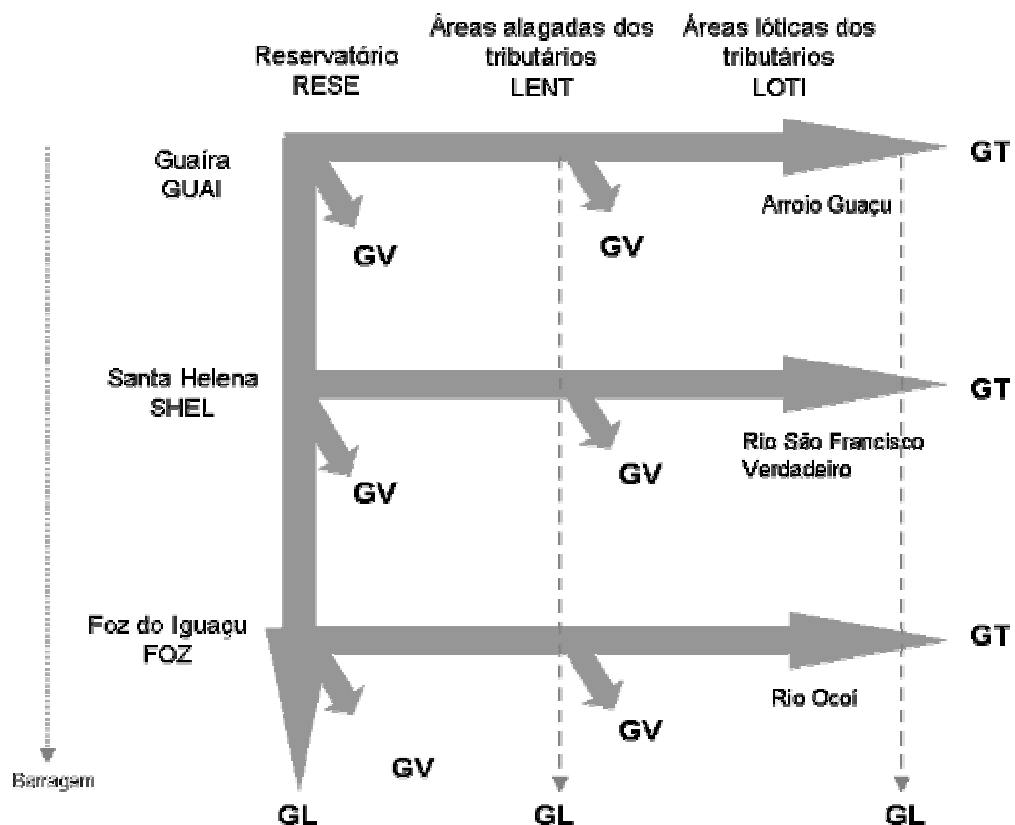 Reservatório
RESE
Áreas alagadas dos
tributários
LENT
Áreas lóticas dos
tributários
LOTI
Guaíra
GUAI
GT
Arroio Guaçu
GV
GV
Santa Helena
SHEL
GT
Rio São Francisco
Verdadeiro
GV
GV
Foz do Iguaçu
FOZ
GT
Rio Ocoí
GV
GV
Barragem
GL
GL
GL